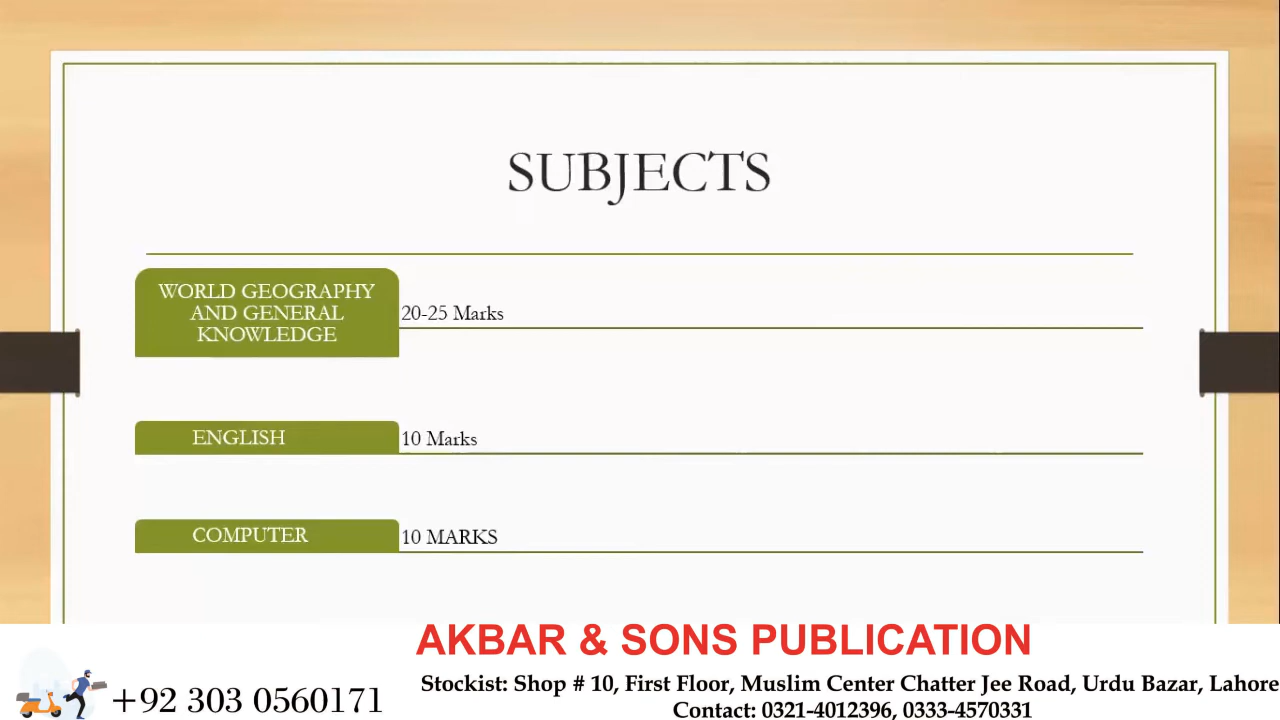 SUBJECTS
WORLD GEOGRAPHY
AND GENERAL
KNOWLEDGE
20-25 Marks
ENGLISH
10 Marks
COMPUTER
10 MARKS
AKBAR & SONS PUBLICATION
+92 303 0560171
Stockist: Shop # 10, First Floor, Muslim Center Chatter Jee Road, Urdu Bazar, Lahore
Contact: 0321-4012396, 0333-4570331